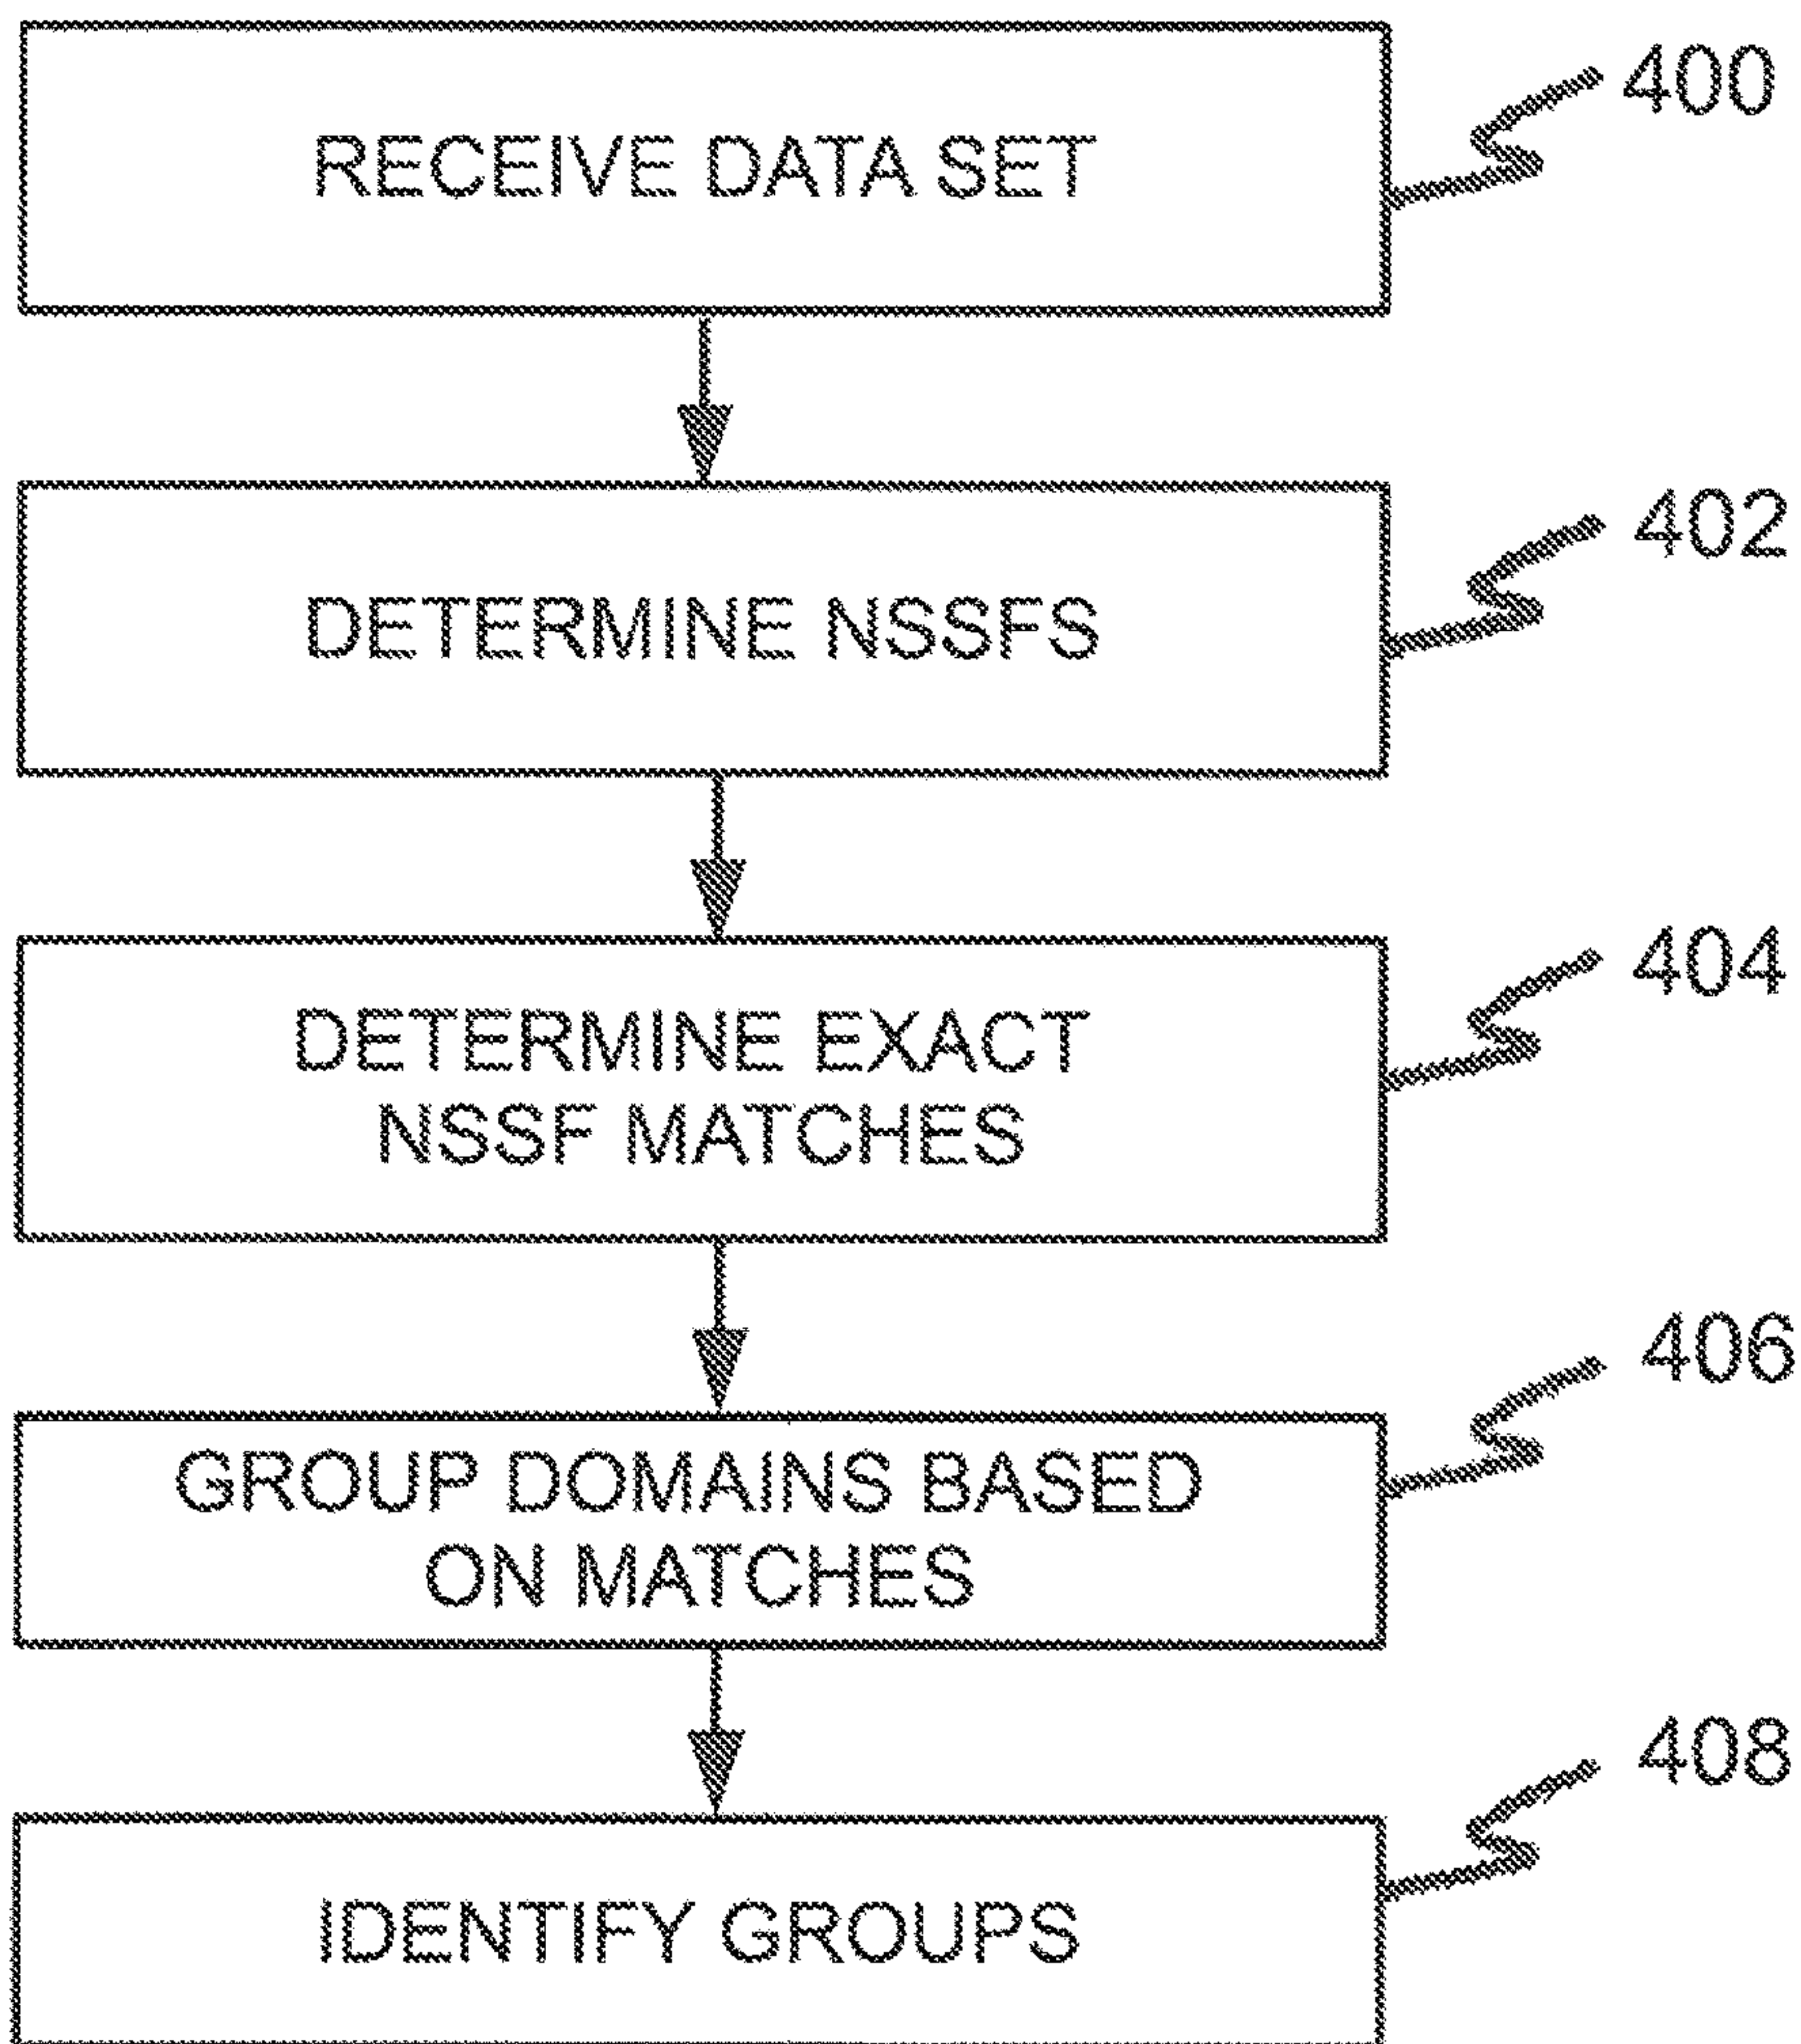 RECEIVE DATA SET
400
DETERMINE NSSFS
402
DETERMINE EXACT
NSSF MATCHES
404
GROUP DOMAINS BASED
ON MATCHES
406
IDENTIFY GROUPS
408